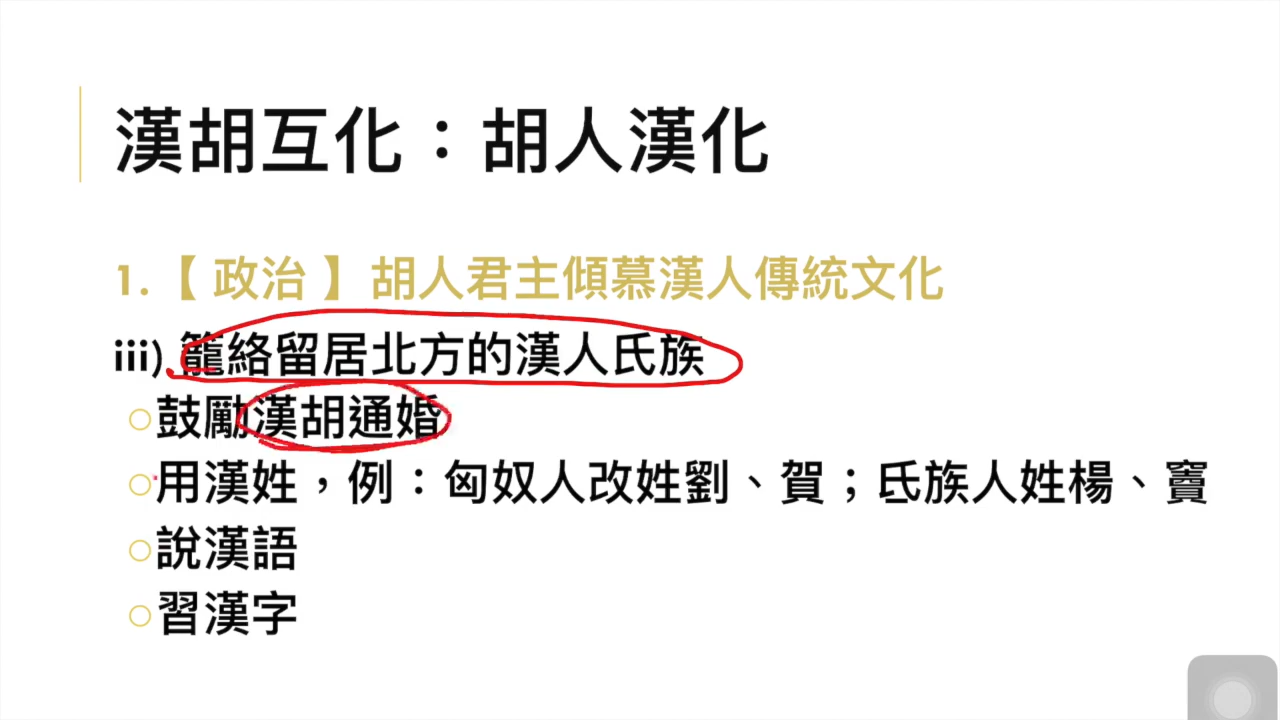 漢胡互化：胡人漢化
1.【 政治 】胡人君主傾慕漢人傳統文化
iii) 籠絡留居北方的漢人氏族
○鼓勵漢胡通婚
○用漢姓，例：匈奴人改姓劉、賀；氐族人姓楊、竇
○說漢語
○習漢字